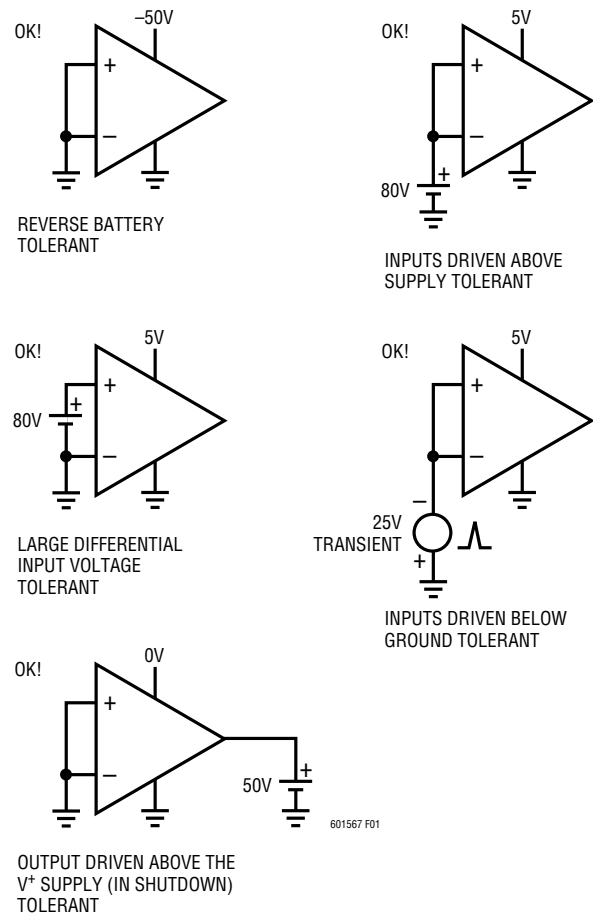 OK!
–50V
+
–
REVERSE BATTERY
TOLERANT
OK!
5V
+
–
+
80V
INPUTS DRIVEN ABOVE
SUPPLY TOLERANT
OK!
5V
+
–
+
80V
LARGE DIFFERENTIAL
INPUT VOLTAGE
TOLERANT
OK!
5V
+
–
–
25V
TRANSIENT
+
INPUTS DRIVEN BELOW
GROUND TOLERANT
OK!
0V
+
–
+
50V
601567 F01
OUTPUT DRIVEN ABOVE THE
V⁺ SUPPLY (IN SHUTDOWN)
TOLERANT